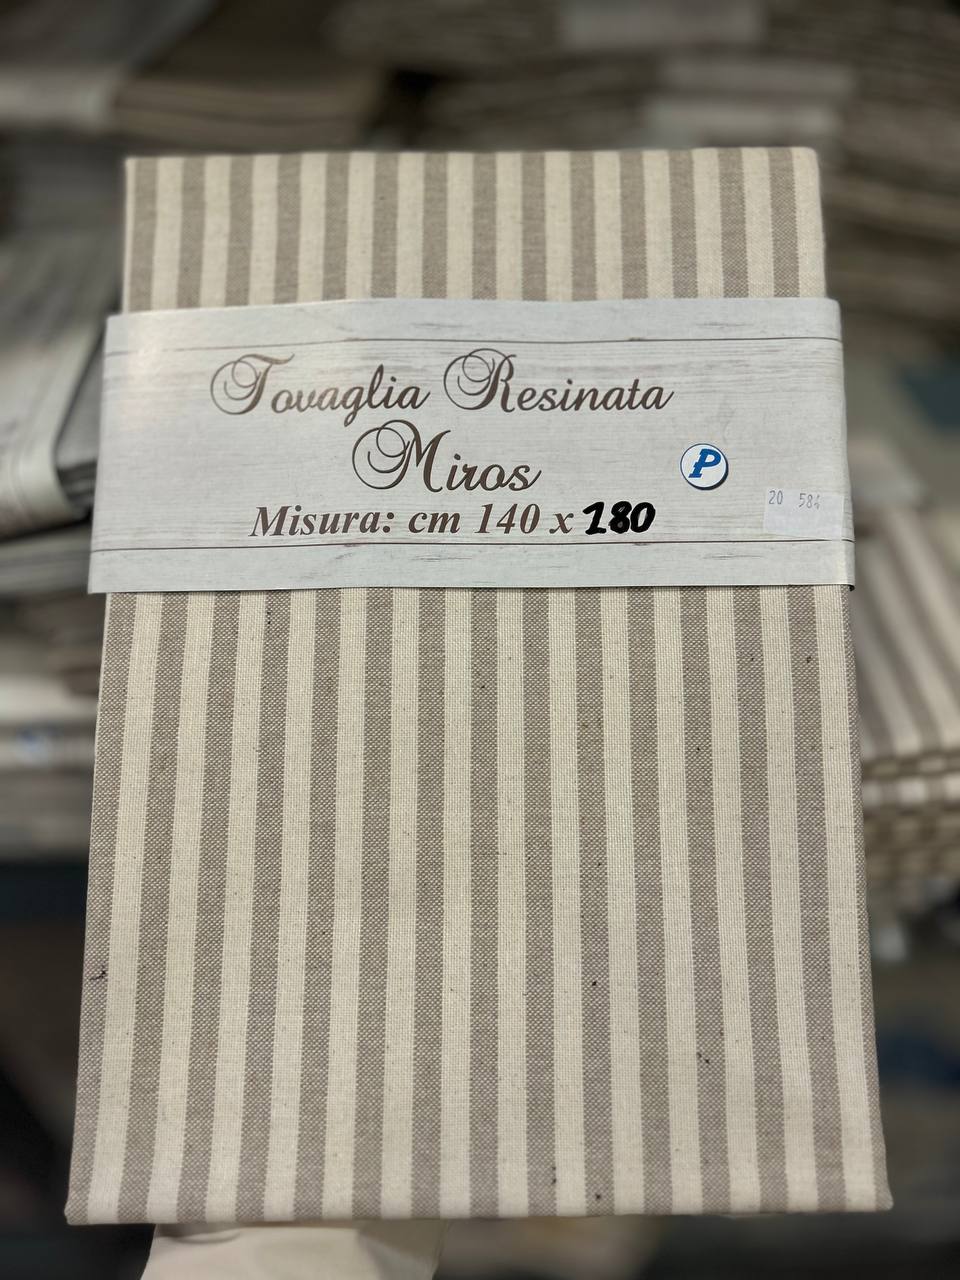 Tovaglia Resinata
Miros
P
Misura: cm 140 x 180
20 584